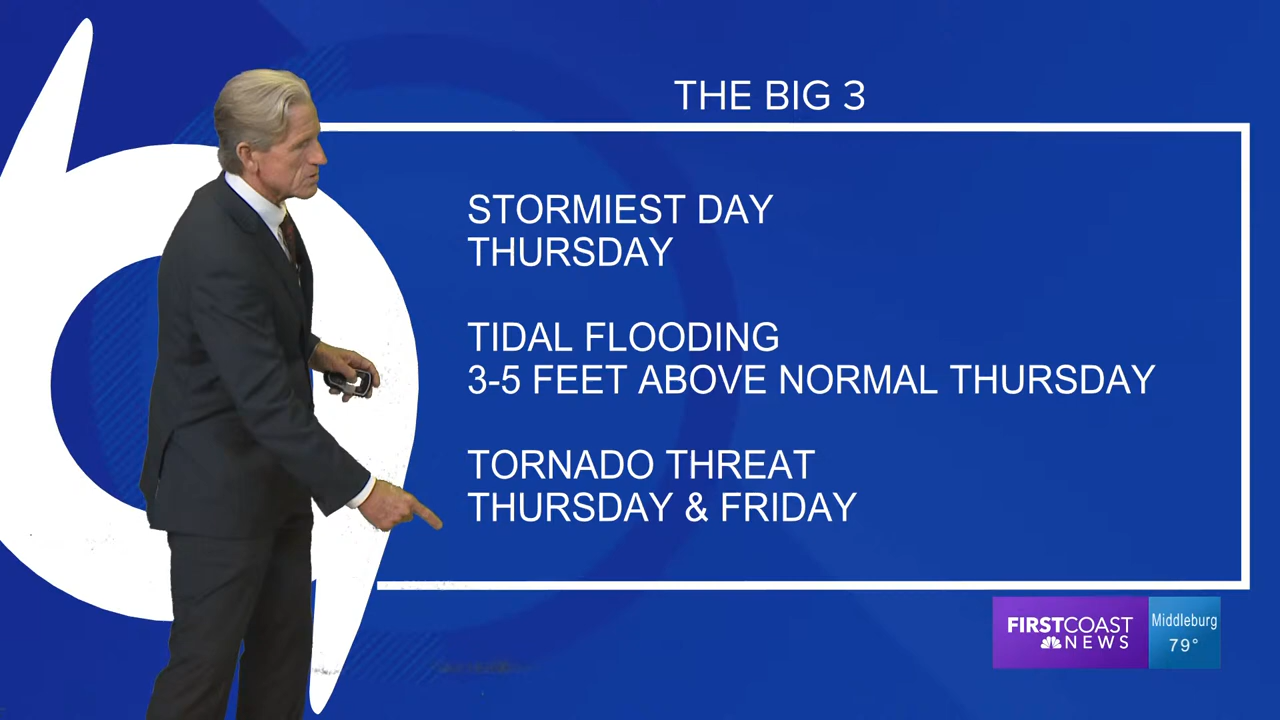 THE BIG 3
STORMIEST DAY
THURSDAY
TIDAL FLOODING
3-5 FEET ABOVE NORMAL THURSDAY
TORNADO THREAT
THURSDAY & FRIDAY
FIRSTCOAST
NEWS
Middleburg
79°